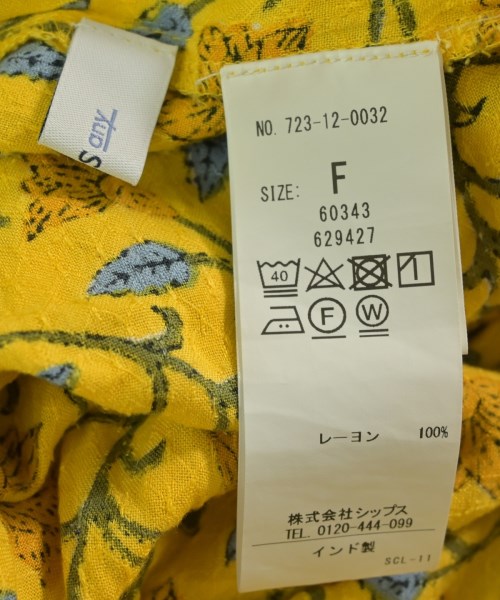 any
S
NO. 723-12-0032
SIZE: F
60343
629427
40
F W
レーヨン 100%
株式会社シップス
TEL. 0120-444-099
インド製
SCL-11